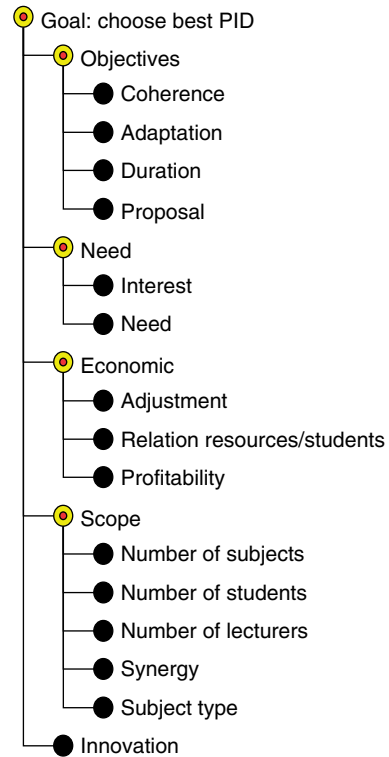 Goal: choose best PID
Objectives
Coherence
Adaptation
Duration
Proposal
Need
Interest
Need
Economic
Adjustment
Relation resources/students
Profitability
Scope
Number of subjects
Number of students
Number of lecturers
Synergy
Subject type
Innovation